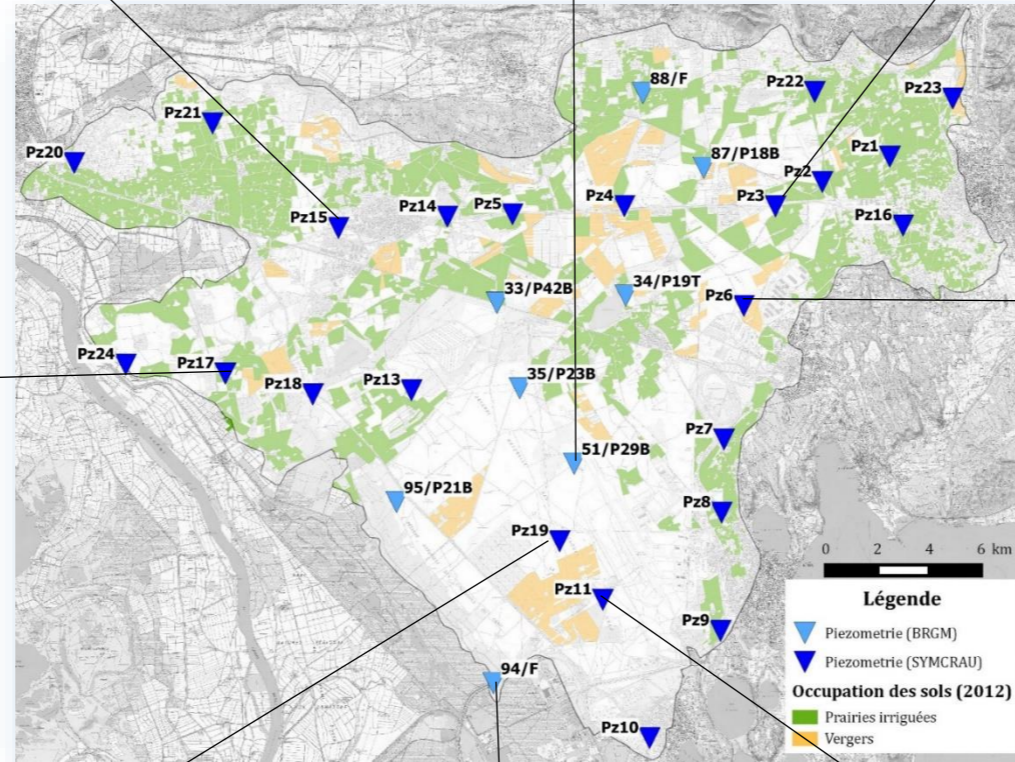 88/F
Pz22
Pz23
Pz21
Pz20
87/P18B
Pz1
Pz2
Pz15
Pz14
Pz5
Pz4
Pz3
Pz16
33/P42B
34/P19T
Pz6
Pz24
Pz17
Pz18
Pz13
35/P23B
Pz7
51/P29B
95/P21B
Pz8
Pz19
Pz11
Pz9
94/F
Pz10
0 2 4 6 km
Légende
Piezometrie (BRGM)
Piezometrie (SYMCRAU)
Occupation des sols (2012)
Prairies irriguées
Vergers